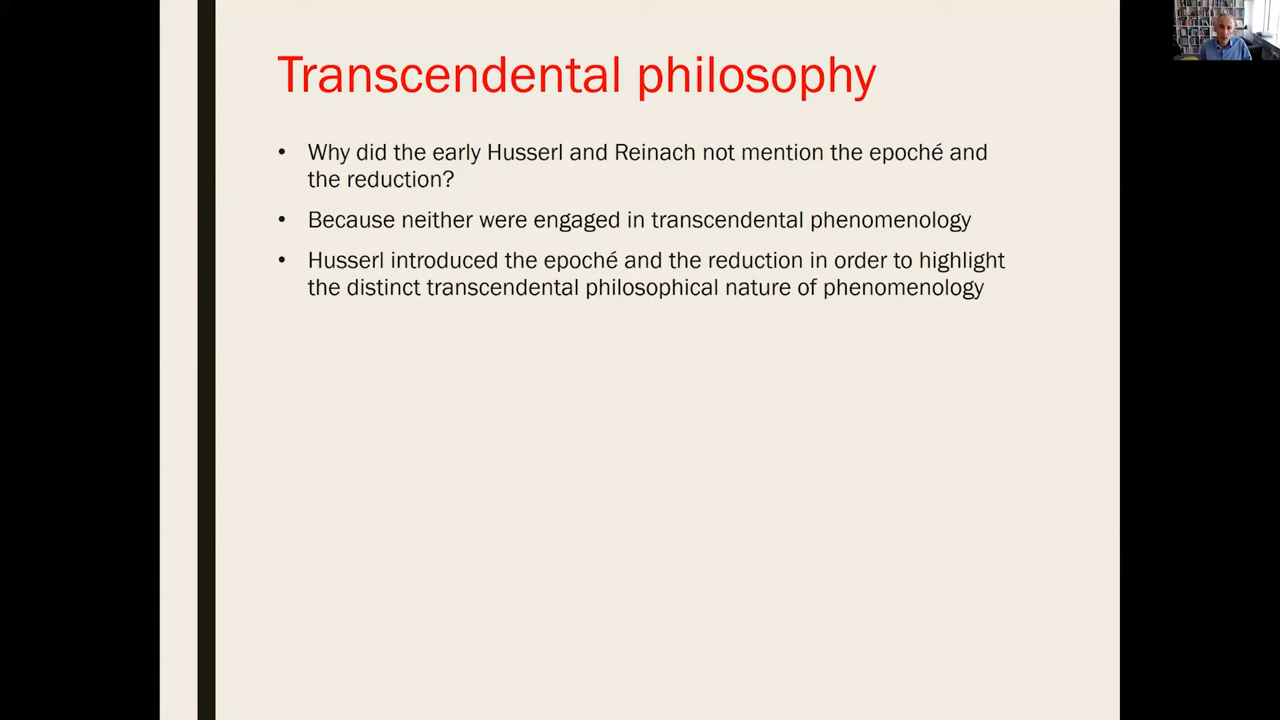 Transcendental philosophy
• Why did the early Husserl and Reinach not mention the epoché and
the reduction?
• Because neither were engaged in transcendental phenomenology
• Husserl introduced the epoché and the reduction in order to highlight
the distinct transcendental philosophical nature of phenomenology